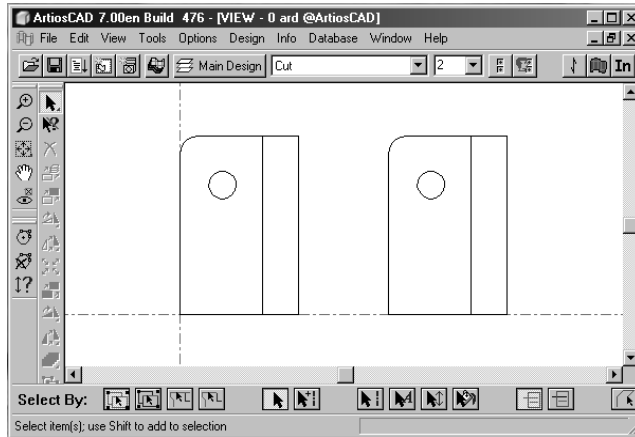 ArtiosCAD 7.00en Build 476 - [VIEW - 0 ard @ArtiosCAD]
File Edit View Tools Options Design Info Database Window Help
Main Design Cut 2 In
Select By:
Select item(s); use Shift to add to selection